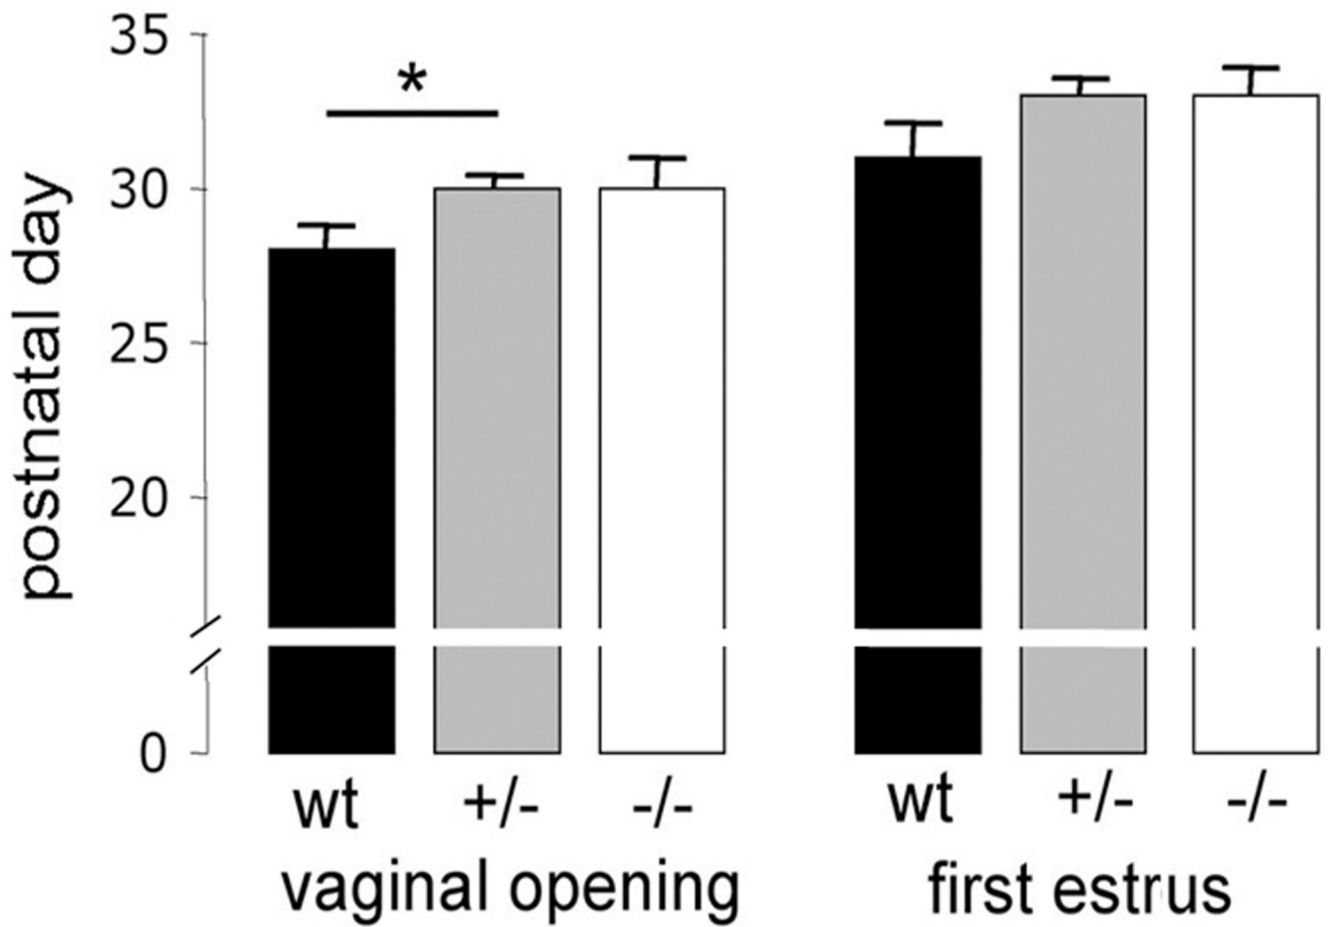 postnatal day
35
30
25
20
0
*
wt +/- -/- wt +/- -/-
vaginal opening first estrus